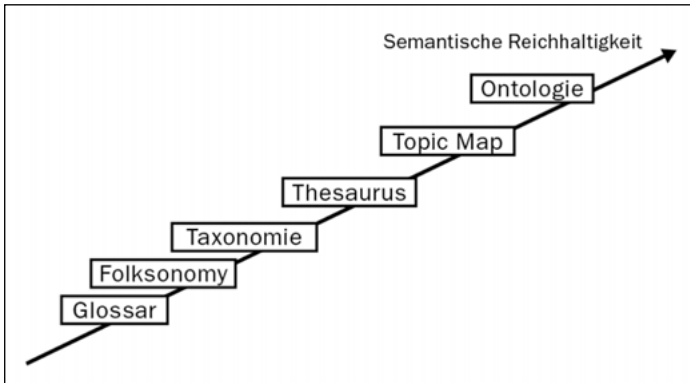 Semantische Reichhaltigkeit
Ontologie
Topic Map
Thesaurus
Taxonomie
Folksonomy
Glossar